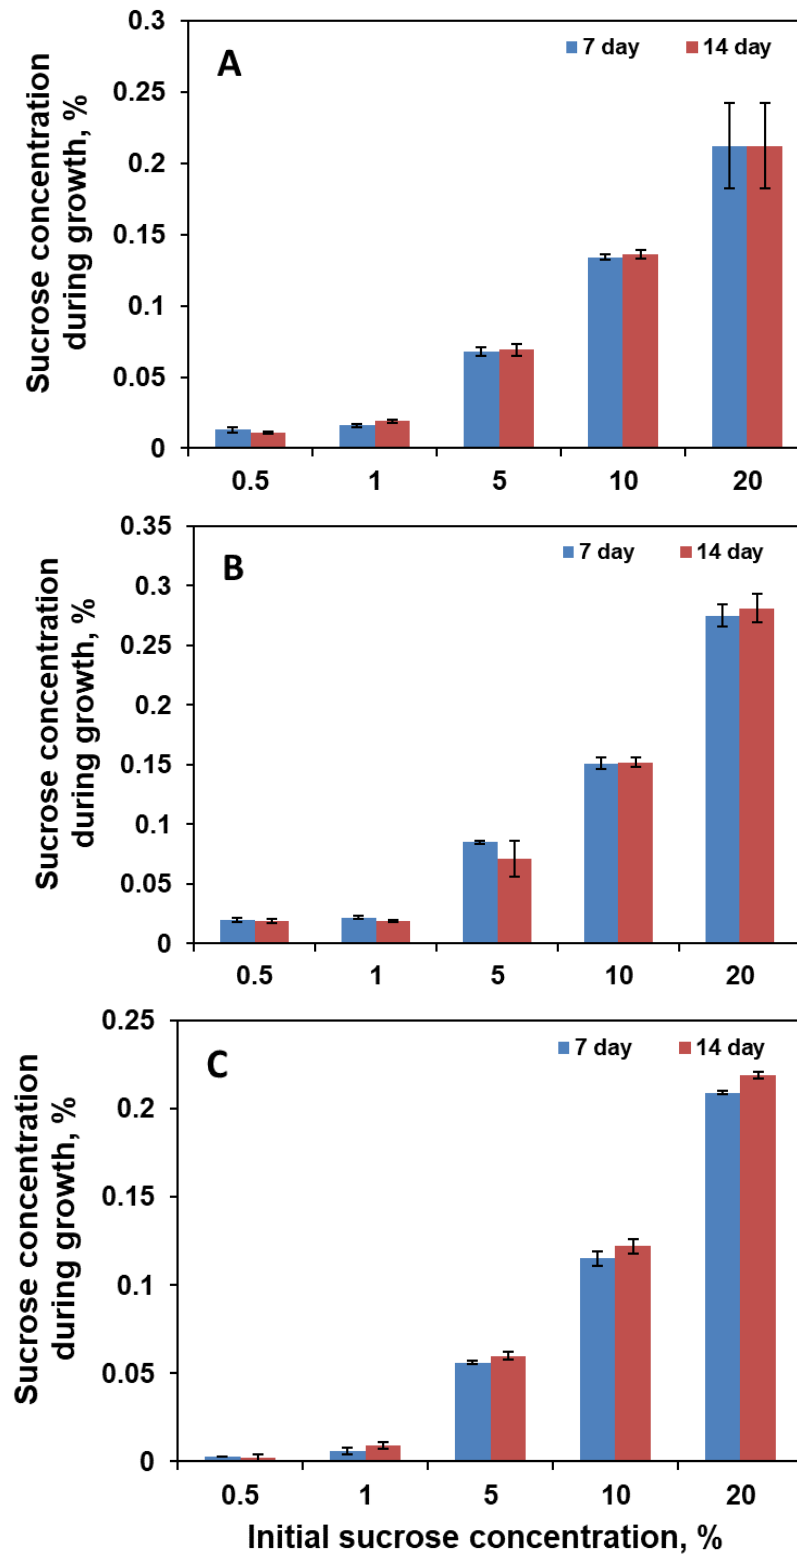 Sucrose concentration
during growth, %
A
7 day 14 day
0.3
0.25
0.2
0.15
0.1
0.05
0
0.5 1 5 10 20
Sucrose concentration
during growth, %
B
7 day 14 day
0.35
0.3
0.25
0.2
0.15
0.1
0.05
0
0.5 1 5 10 20
Sucrose concentration
during growth, %
C
7 day 14 day
0.25
0.2
0.15
0.1
0.05
0
0.5 1 5 10 20
Initial sucrose concentration, %